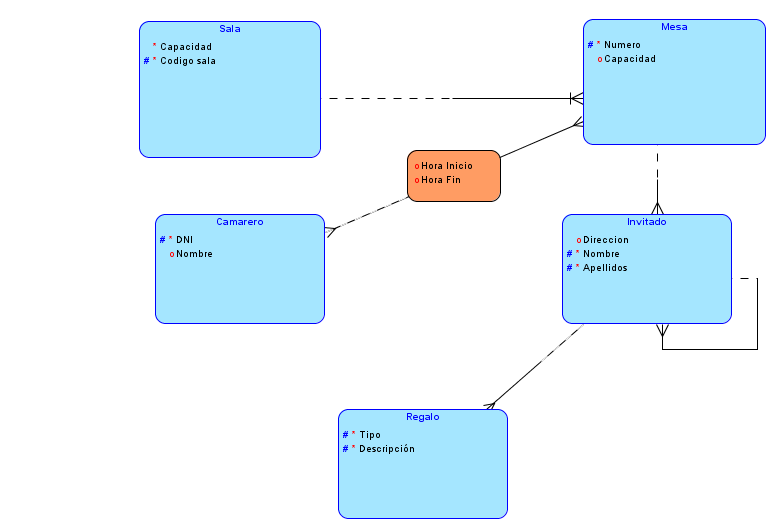 Sala
* Capacidad
# * Codigo sala
Mesa
# * Numero
o Capacidad
o Hora Inicio
o Hora Fin
Camarero
# * DNI
o Nombre
Invitado
o Direccion
# * Nombre
# * Apellidos
Regalo
# * Tipo
# * Descripción